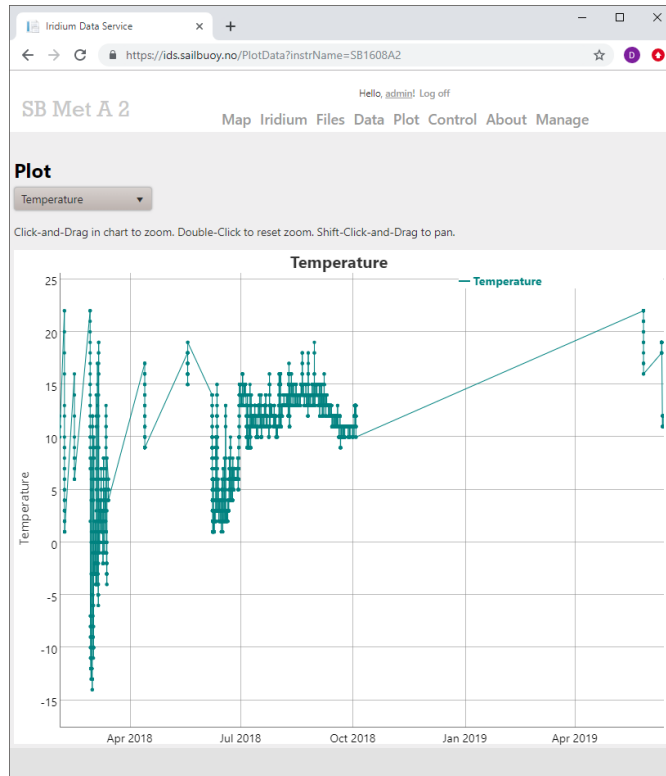 Iridium Data Service
https://ids.sailbuoy.no/PlotData?instrName=SB1608A2
D
Hello, admin! Log off
SB Met A 2
Map Iridium Files Data Plot Control About Manage
Plot
Temperature
Click-and-Drag in chart to zoom. Double-Click to reset zoom. Shift-Click-and-Drag to pan.
Temperature
Temperature
25
20
15
10
5
0
-5
-10
-15
Temperature
Apr 2018 Jul 2018 Oct 2018 Jan 2019 Apr 2019